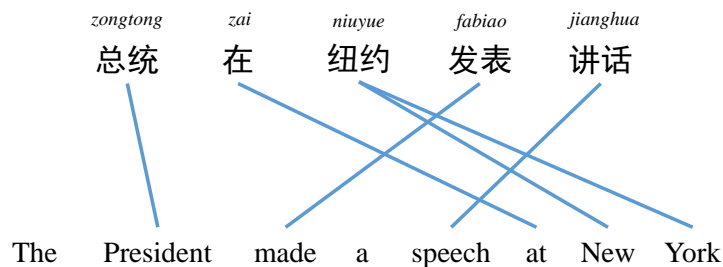 zongtong zai niuyue fabiao jianghua
总统 在 纽约 发表 讲话
The President made a speech at New York